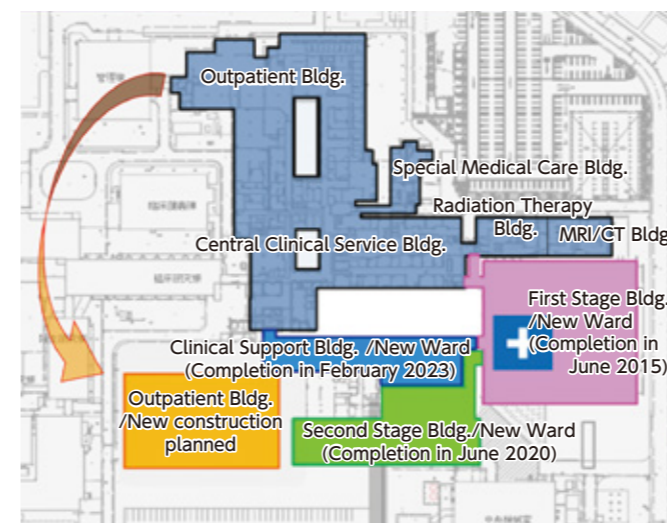 Outpatient Bldg.
Special Medical Care Bldg.
Radiation Therapy
Bldg.
MRI/CT Bldg
Central Clinical Service Bldg.
First Stage Bldg.
/New Ward
(Completion in
June 2015)
Clinical Support Bldg. /New Ward
(Completion in February 2023)
Outpatient Bldg.
/New construction
planned
Second Stage Bldg./New Ward
(Completion in June 2020)